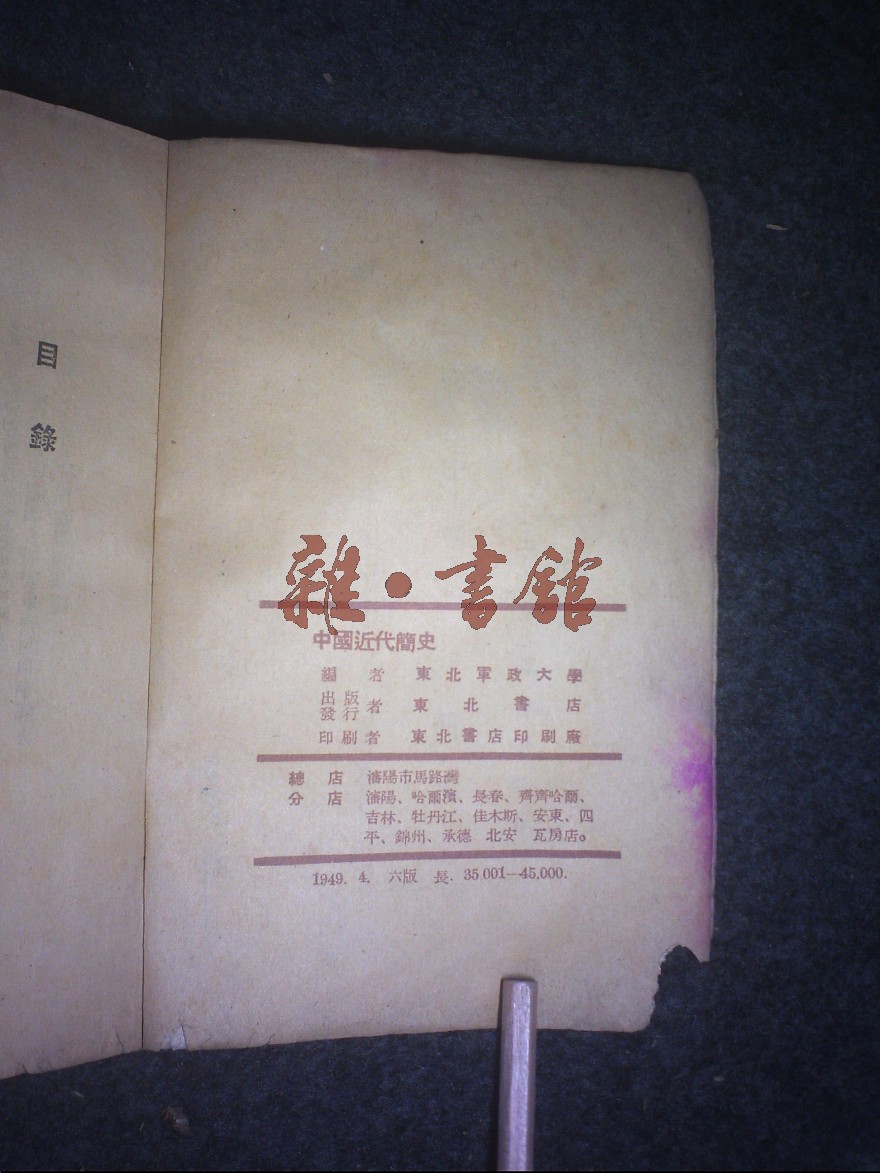 目錄
雜·書館
中國近代簡史
編者 東北軍政大學
出版
發行者 東北書店
印刷者 東北書店印刷廠
總店 瀋陽市馬路灣
分店 瀋陽、哈爾濱、長春、齊齊哈爾、
吉林、牡丹江、佳木斯、安東、四
平、錦州、承德 北安 瓦房店。
1949. 4. 六版 長. 35 001—45,000.